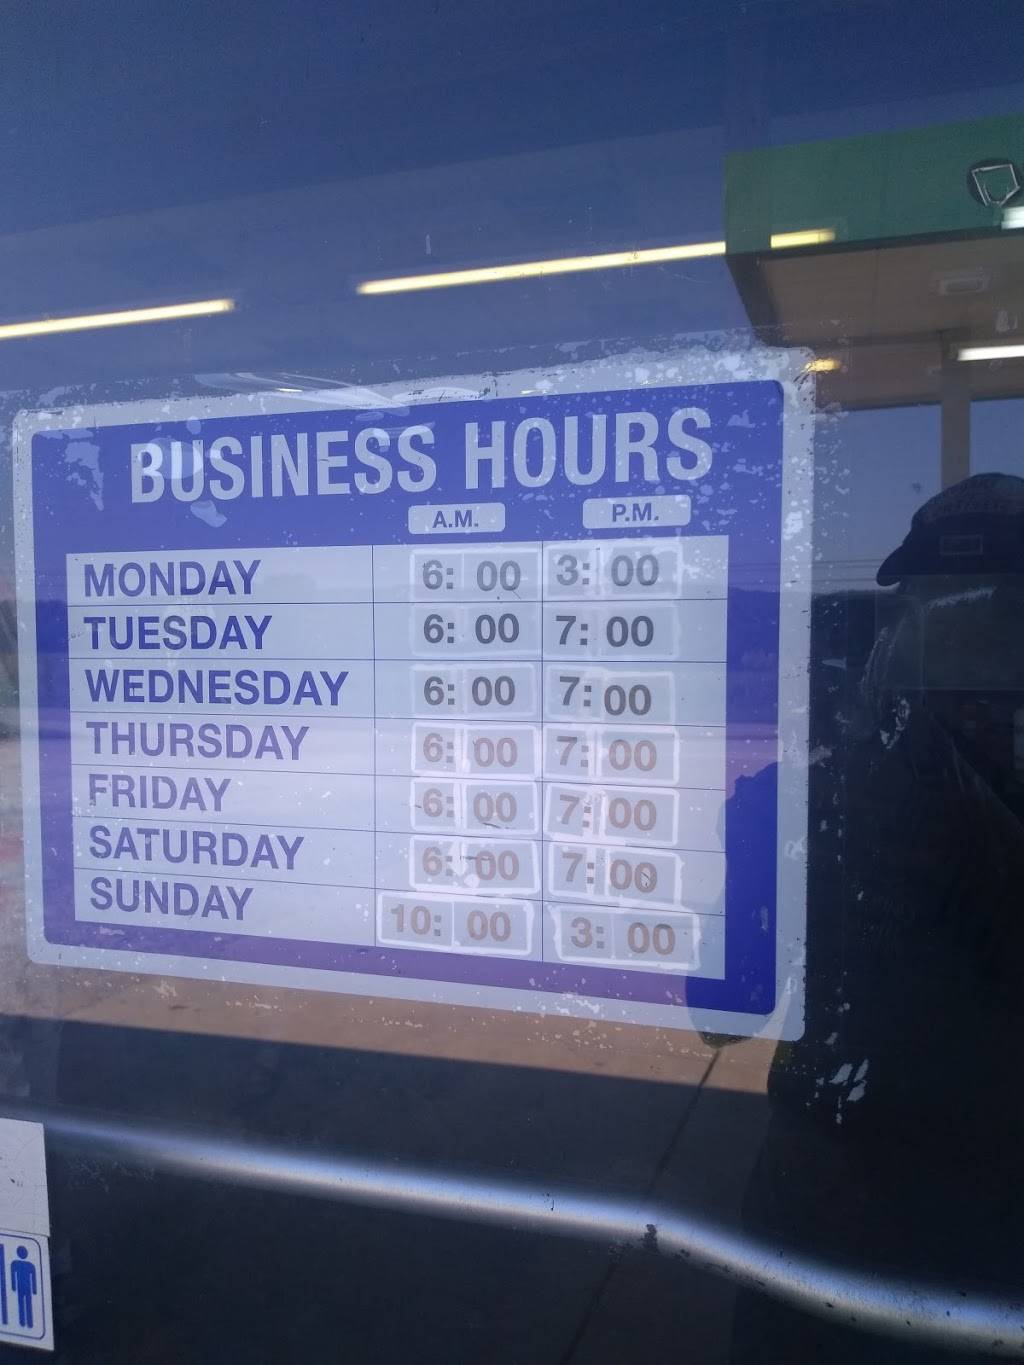 BUSINESS HOURS
A.M. P.M.
MONDAY 6: 00 3: 00
TUESDAY 6: 00 7: 00
WEDNESDAY 6: 00 7: 00
THURSDAY 6: 00 7: 00
FRIDAY 6: 00 7: 00
SATURDAY 6: 00 7: 00
SUNDAY 10: 00 3: 00